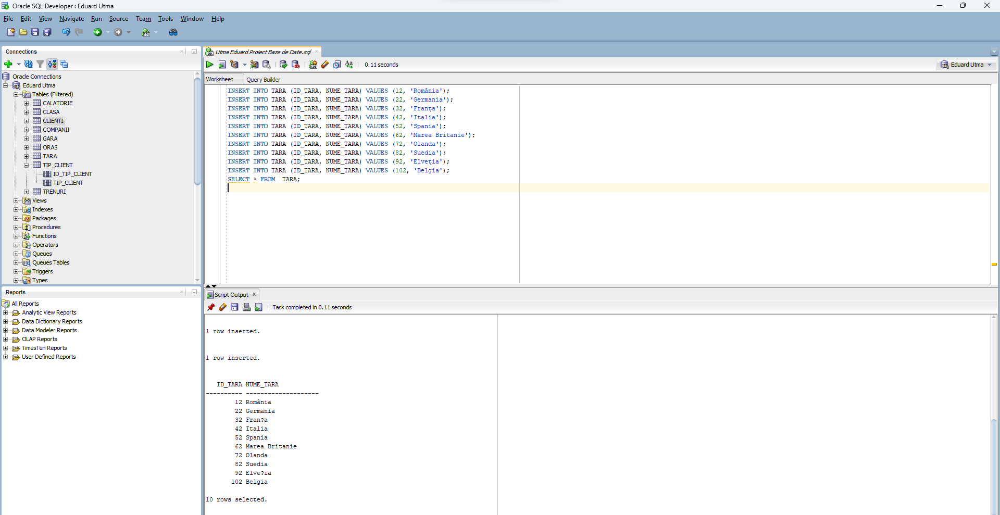 Oracle SQL Developer : Eduard Utma
File Edit View Navigate Run Source Team Tools Window Help
Connections
Oracle Connections
Eduard Utma
Tables (Filtered)
CALATORIE
CLASA
CLIENTI
COMPANII
GARA
ORAS
TARA
TIP_CLIENT
ID_TIP_CLIENT
TIP_CLIENT
TRENURI
Views
Indexes
Packages
Procedures
Functions
Operators
Queues
Queues Tables
Triggers
Types
Reports
All Reports
Analytic View Reports
Data Dictionary Reports
Data Modeler Reports
OLAP Reports
TimesTen Reports
User Defined Reports
Utma Eduard Proiect Baze de Date.sql
0.11 seconds
Eduard Utma
Worksheet Query Builder
INSERT INTO TARA (ID_TARA, NUME_TARA) VALUES (12, 'România');
INSERT INTO TARA (ID_TARA, NUME_TARA) VALUES (22, 'Germania');
INSERT INTO TARA (ID_TARA, NUME_TARA) VALUES (32, 'Franța');
INSERT INTO TARA (ID_TARA, NUME_TARA) VALUES (42, 'Italia');
INSERT INTO TARA (ID_TARA, NUME_TARA) VALUES (52, 'Spania');
INSERT INTO TARA (ID_TARA, NUME_TARA) VALUES (62, 'Marea Britanie');
INSERT INTO TARA (ID_TARA, NUME_TARA) VALUES (72, 'Olanda');
INSERT INTO TARA (ID_TARA, NUME_TARA) VALUES (82, 'Suedia');
INSERT INTO TARA (ID_TARA, NUME_TARA) VALUES (92, 'Elveția');
INSERT INTO TARA (ID_TARA, NUME_TARA) VALUES (102, 'Belgia');
SELECT * FROM TARA;
Script Output
Task completed in 0.11 seconds
1 row inserted.
1 row inserted.
ID_TARA NUME_TARA
---------- --------------------
12 România
22 Germania
32 Fran?a
42 Italia
52 Spania
62 Marea Britanie
72 Olanda
82 Suedia
92 Elve?ia
102 Belgia
10 rows selected.